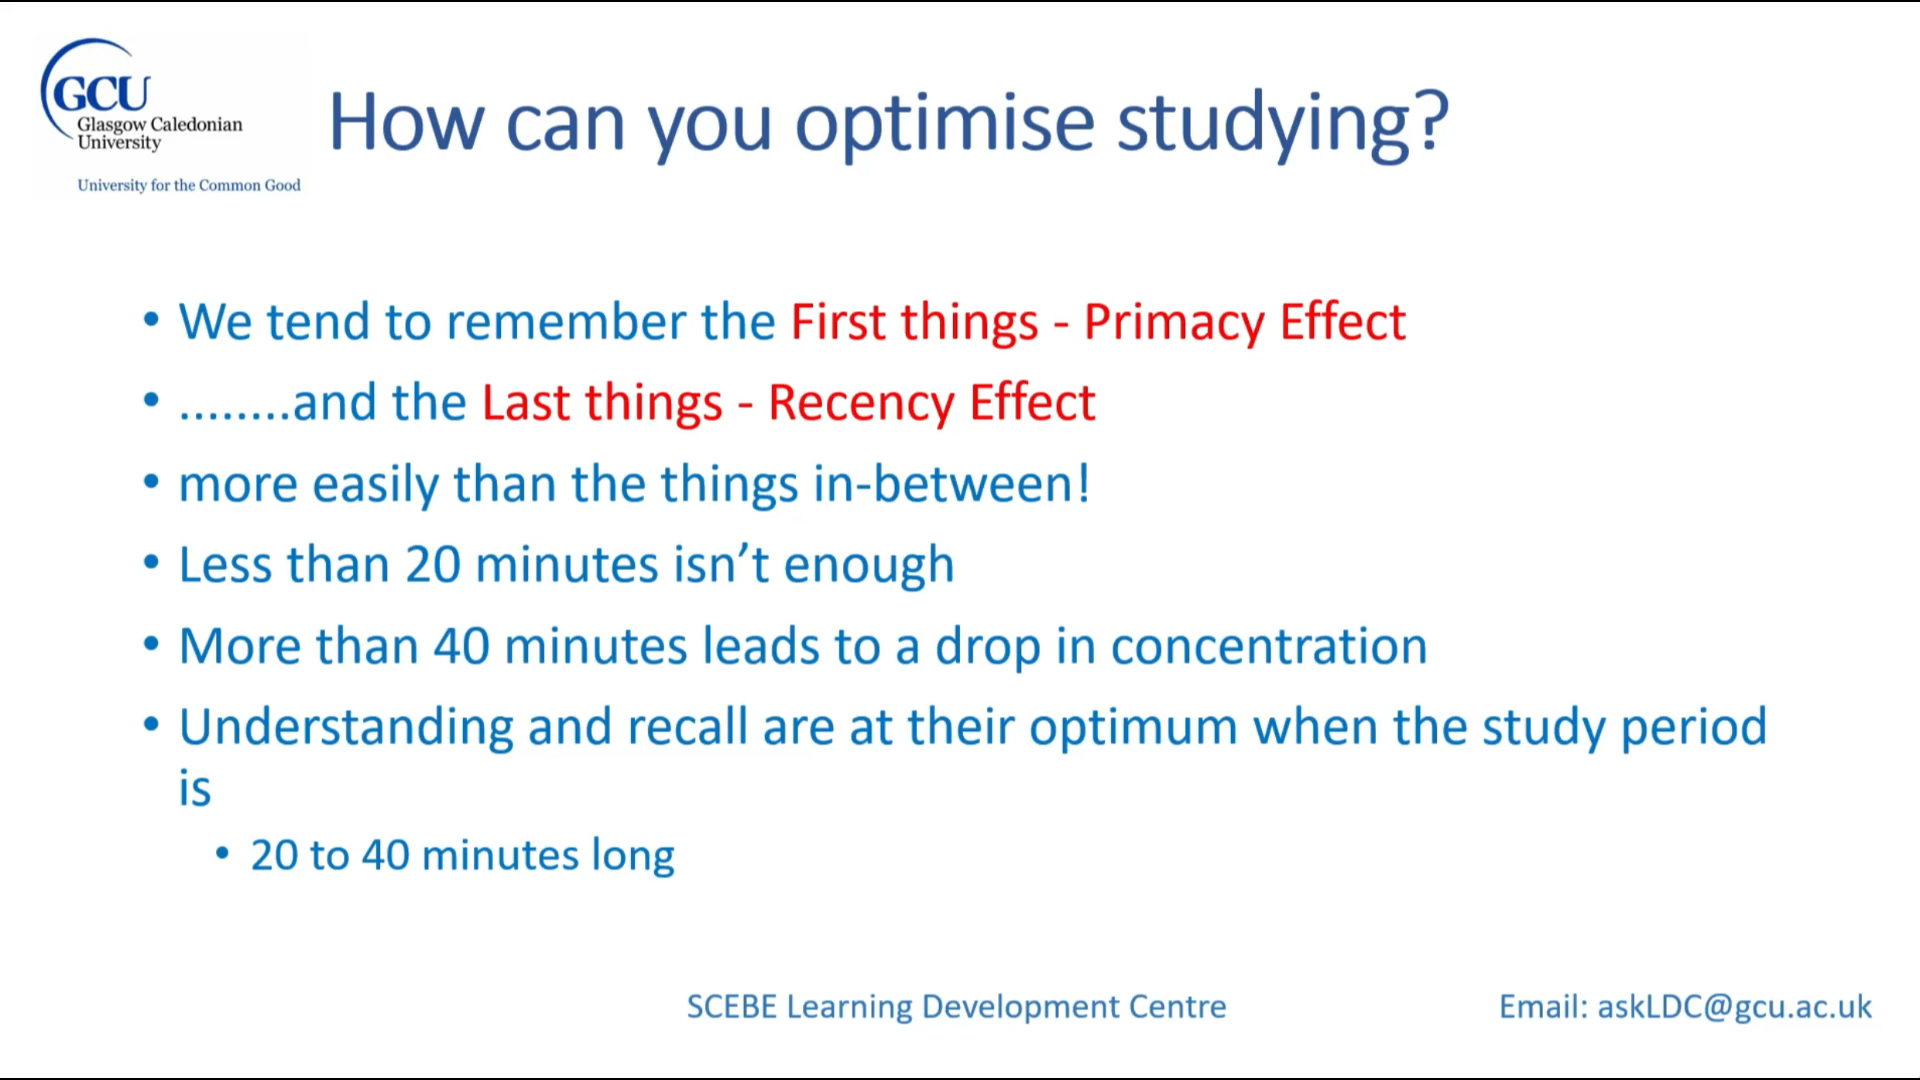 GCU
Glasgow Caledonian
University
University for the Common Good
How can you optimise studying?
• We tend to remember the First things - Primacy Effect
• ........and the Last things - Recency Effect
• more easily than the things in-between!
• Less than 20 minutes isn’t enough
• More than 40 minutes leads to a drop in concentration
• Understanding and recall are at their optimum when the study period
is
• 20 to 40 minutes long
SCEBE Learning Development Centre
Email: askLDC@gcu.ac.uk